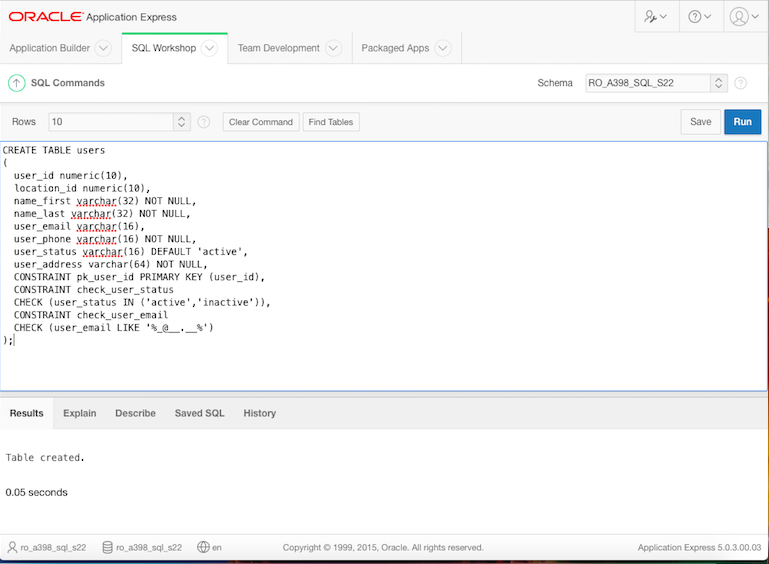 ORACLE Application Express
Application Builder SQL Workshop Team Development Packaged Apps
SQL Commands Schema RO_A398_SQL_S22
Rows 10 Clear Command Find Tables Save Run
CREATE TABLE users
(
user_id numeric(10),
location_id numeric(10),
name_first varchar(32) NOT NULL,
name_last varchar(32) NOT NULL,
user_email varchar(16),
user_phone varchar(16) NOT NULL,
user_status varchar(16) DEFAULT 'active',
user_address varchar(64) NOT NULL,
CONSTRAINT pk_user_id PRIMARY KEY (user_id),
CONSTRAINT check_user_status
CHECK (user_status IN ('active','inactive')),
CONSTRAINT check_user_email
CHECK (user_email LIKE '%_@__.__%')
);
Results Explain Describe Saved SQL History
Table created.
0.05 seconds
ro_a398_sql_s22 ro_a398_sql_s22 en Copyright © 1999, 2015, Oracle. All rights reserved. Application Express 5.0.3.00.03